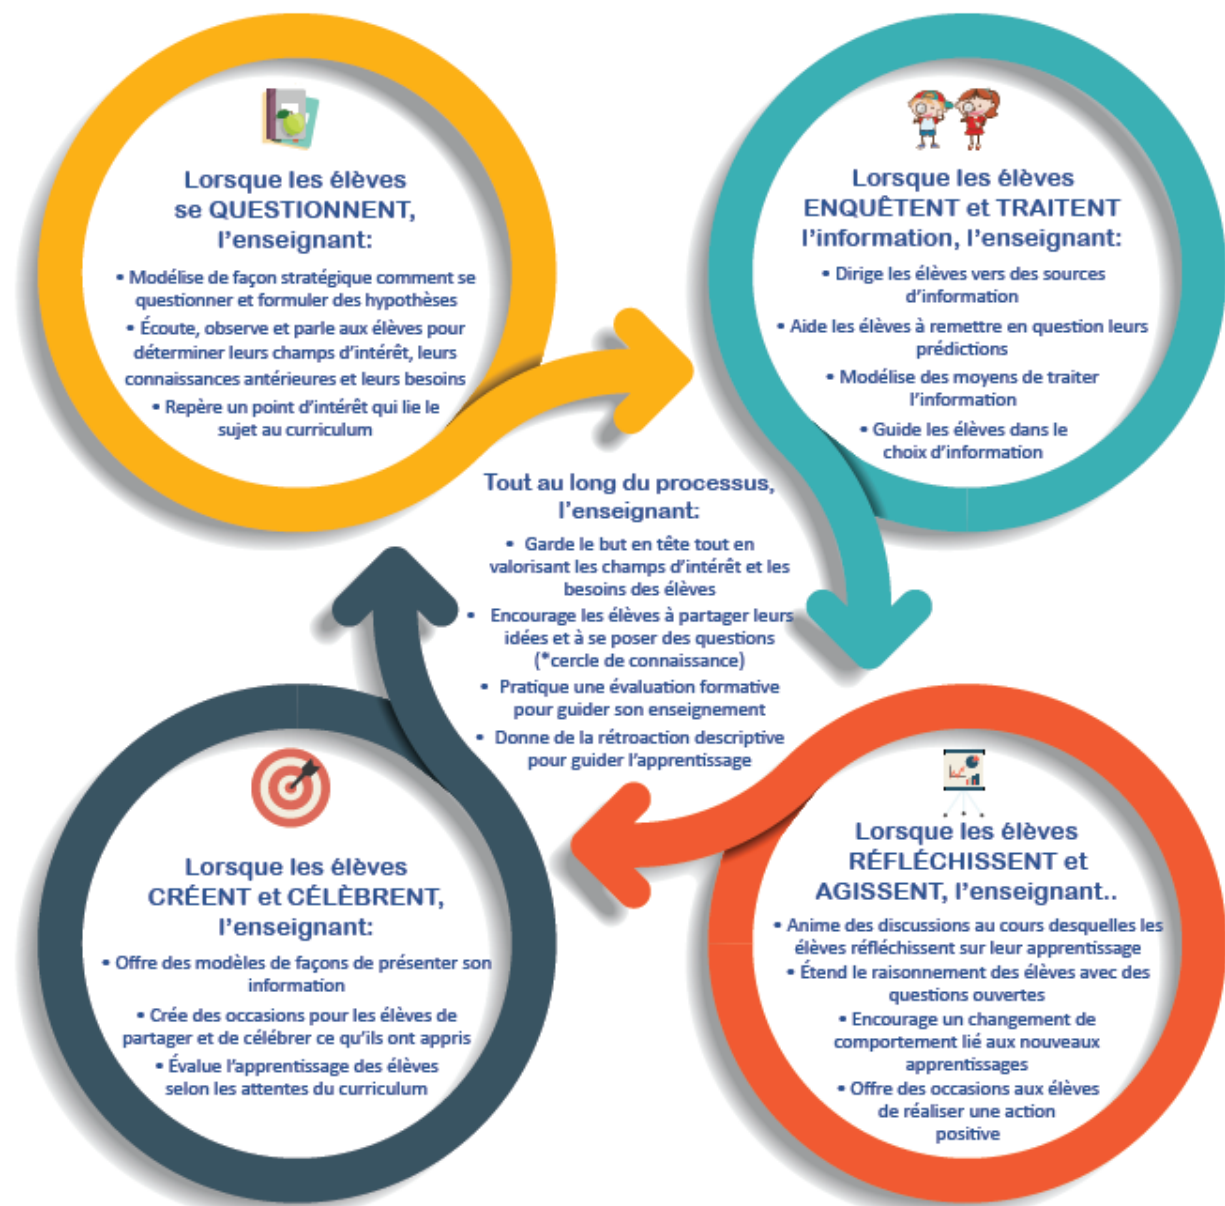 Lorsque les élèves
se QUESTIONNENT,
l'enseignant:
• Modélise de façon stratégique comment se
questionner et formuler des hypothèses
• Écoute, observe et parle aux élèves pour
déterminer leurs champs d'intérêt, leurs
connaissances antérieures et leurs besoins
• Repère un point d'intérêt qui lie le
sujet au curriculum
Lorsque les élèves
ENQUÊTENT et TRAITENT
l'information, l'enseignant:
• Dirige les élèves vers des sources
d'information
• Aide les élèves à remettre en question leurs
prédictions
• Modélise des moyens de traiter
l'information
• Guide les élèves dans le
choix d'information
Tout au long du processus,
l'enseignant:
• Garde le but en tête tout en
valorisant les champs d'intérêt et les
besoins des élèves
• Encourage les élèves à partager leurs
idées et à se poser des questions
(*cercle de connaissance)
• Pratique une évaluation formative
pour guider son enseignement
• Donne de la rétroaction descriptive
pour guider l'apprentissage
Lorsque les élèves
CRÉENT et CÉLÈBRENT,
l'enseignant:
• Offre des modèles de façons de présenter son
information
• Crée des occasions pour les élèves de
partager et de célébrer ce qu'ils ont appris
• Évalue l'apprentissage des élèves
selon les attentes du curriculum
Lorsque les élèves
RÉFLÉCHISSENT et
AGISSENT, l'enseignant..
• Anime des discussions au cours desquelles les
élèves réfléchissent sur leur apprentissage
• Étend le raisonnement des élèves avec des
questions ouvertes
• Encourage un changement de
comportement lié aux nouveaux
apprentissages
• Offre des occasions aux élèves
de réaliser une action
positive